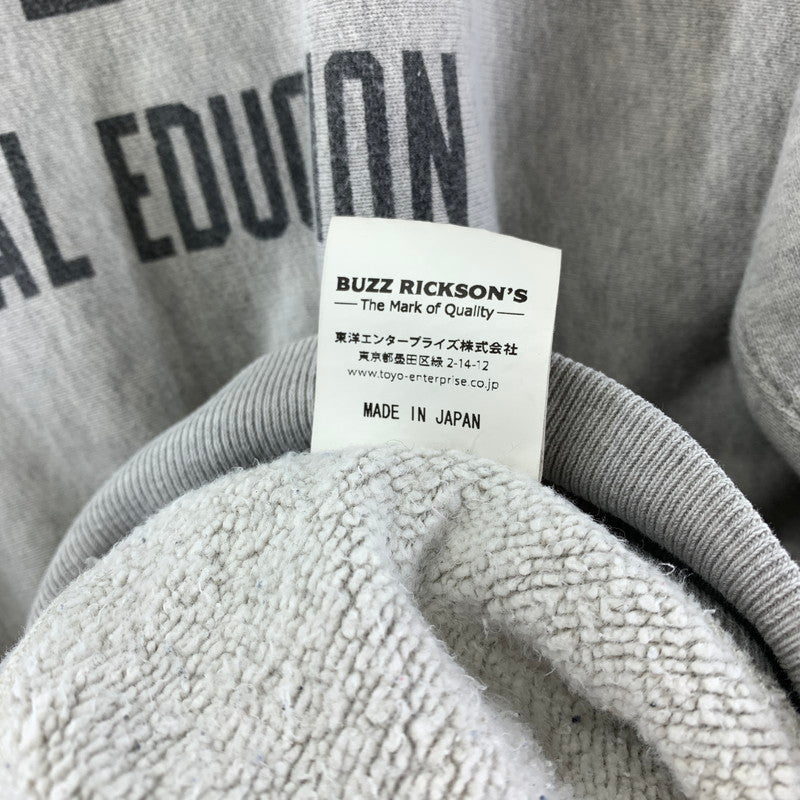 AL EDUC ON
BUZZ RICKSON'S
The Mark of Quality
東洋エンタープライズ株式会社
東京都墨田区緑 2-14-12
www.toyo-enterprise.co.jp
MADE IN JAPAN